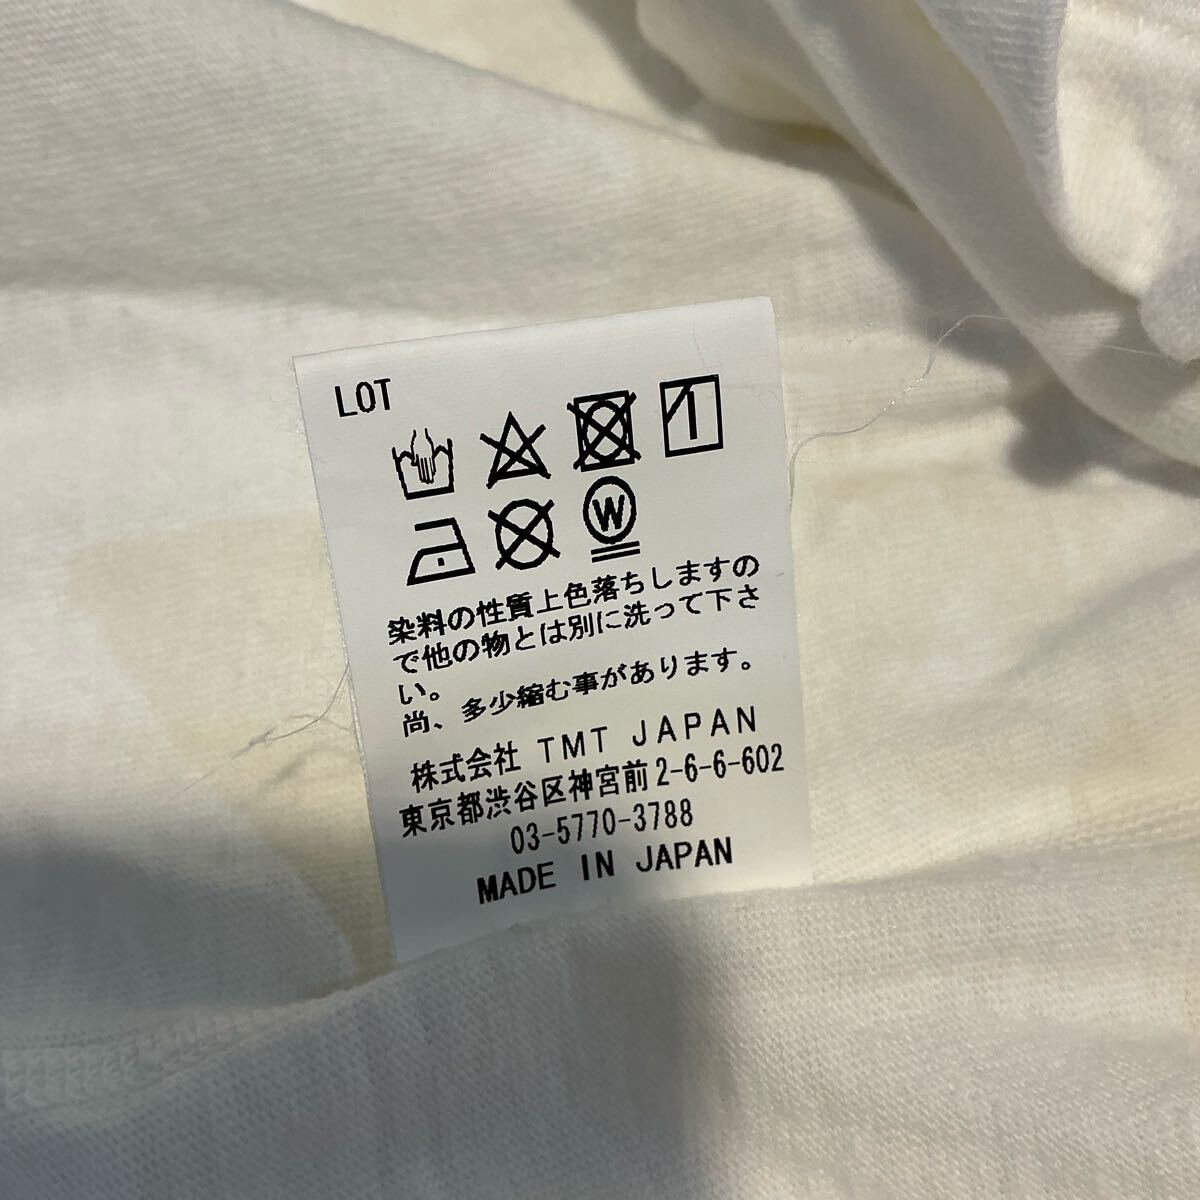 LOT
W
染料の性質上色落ちしますの
で他の物とは別に洗って下さ
い。
尚、多少縮む事があります。
株式会社 TMT JAPAN
東京都渋谷区神宮前2-6-6-602
03-5770-3788
MADE IN JAPAN